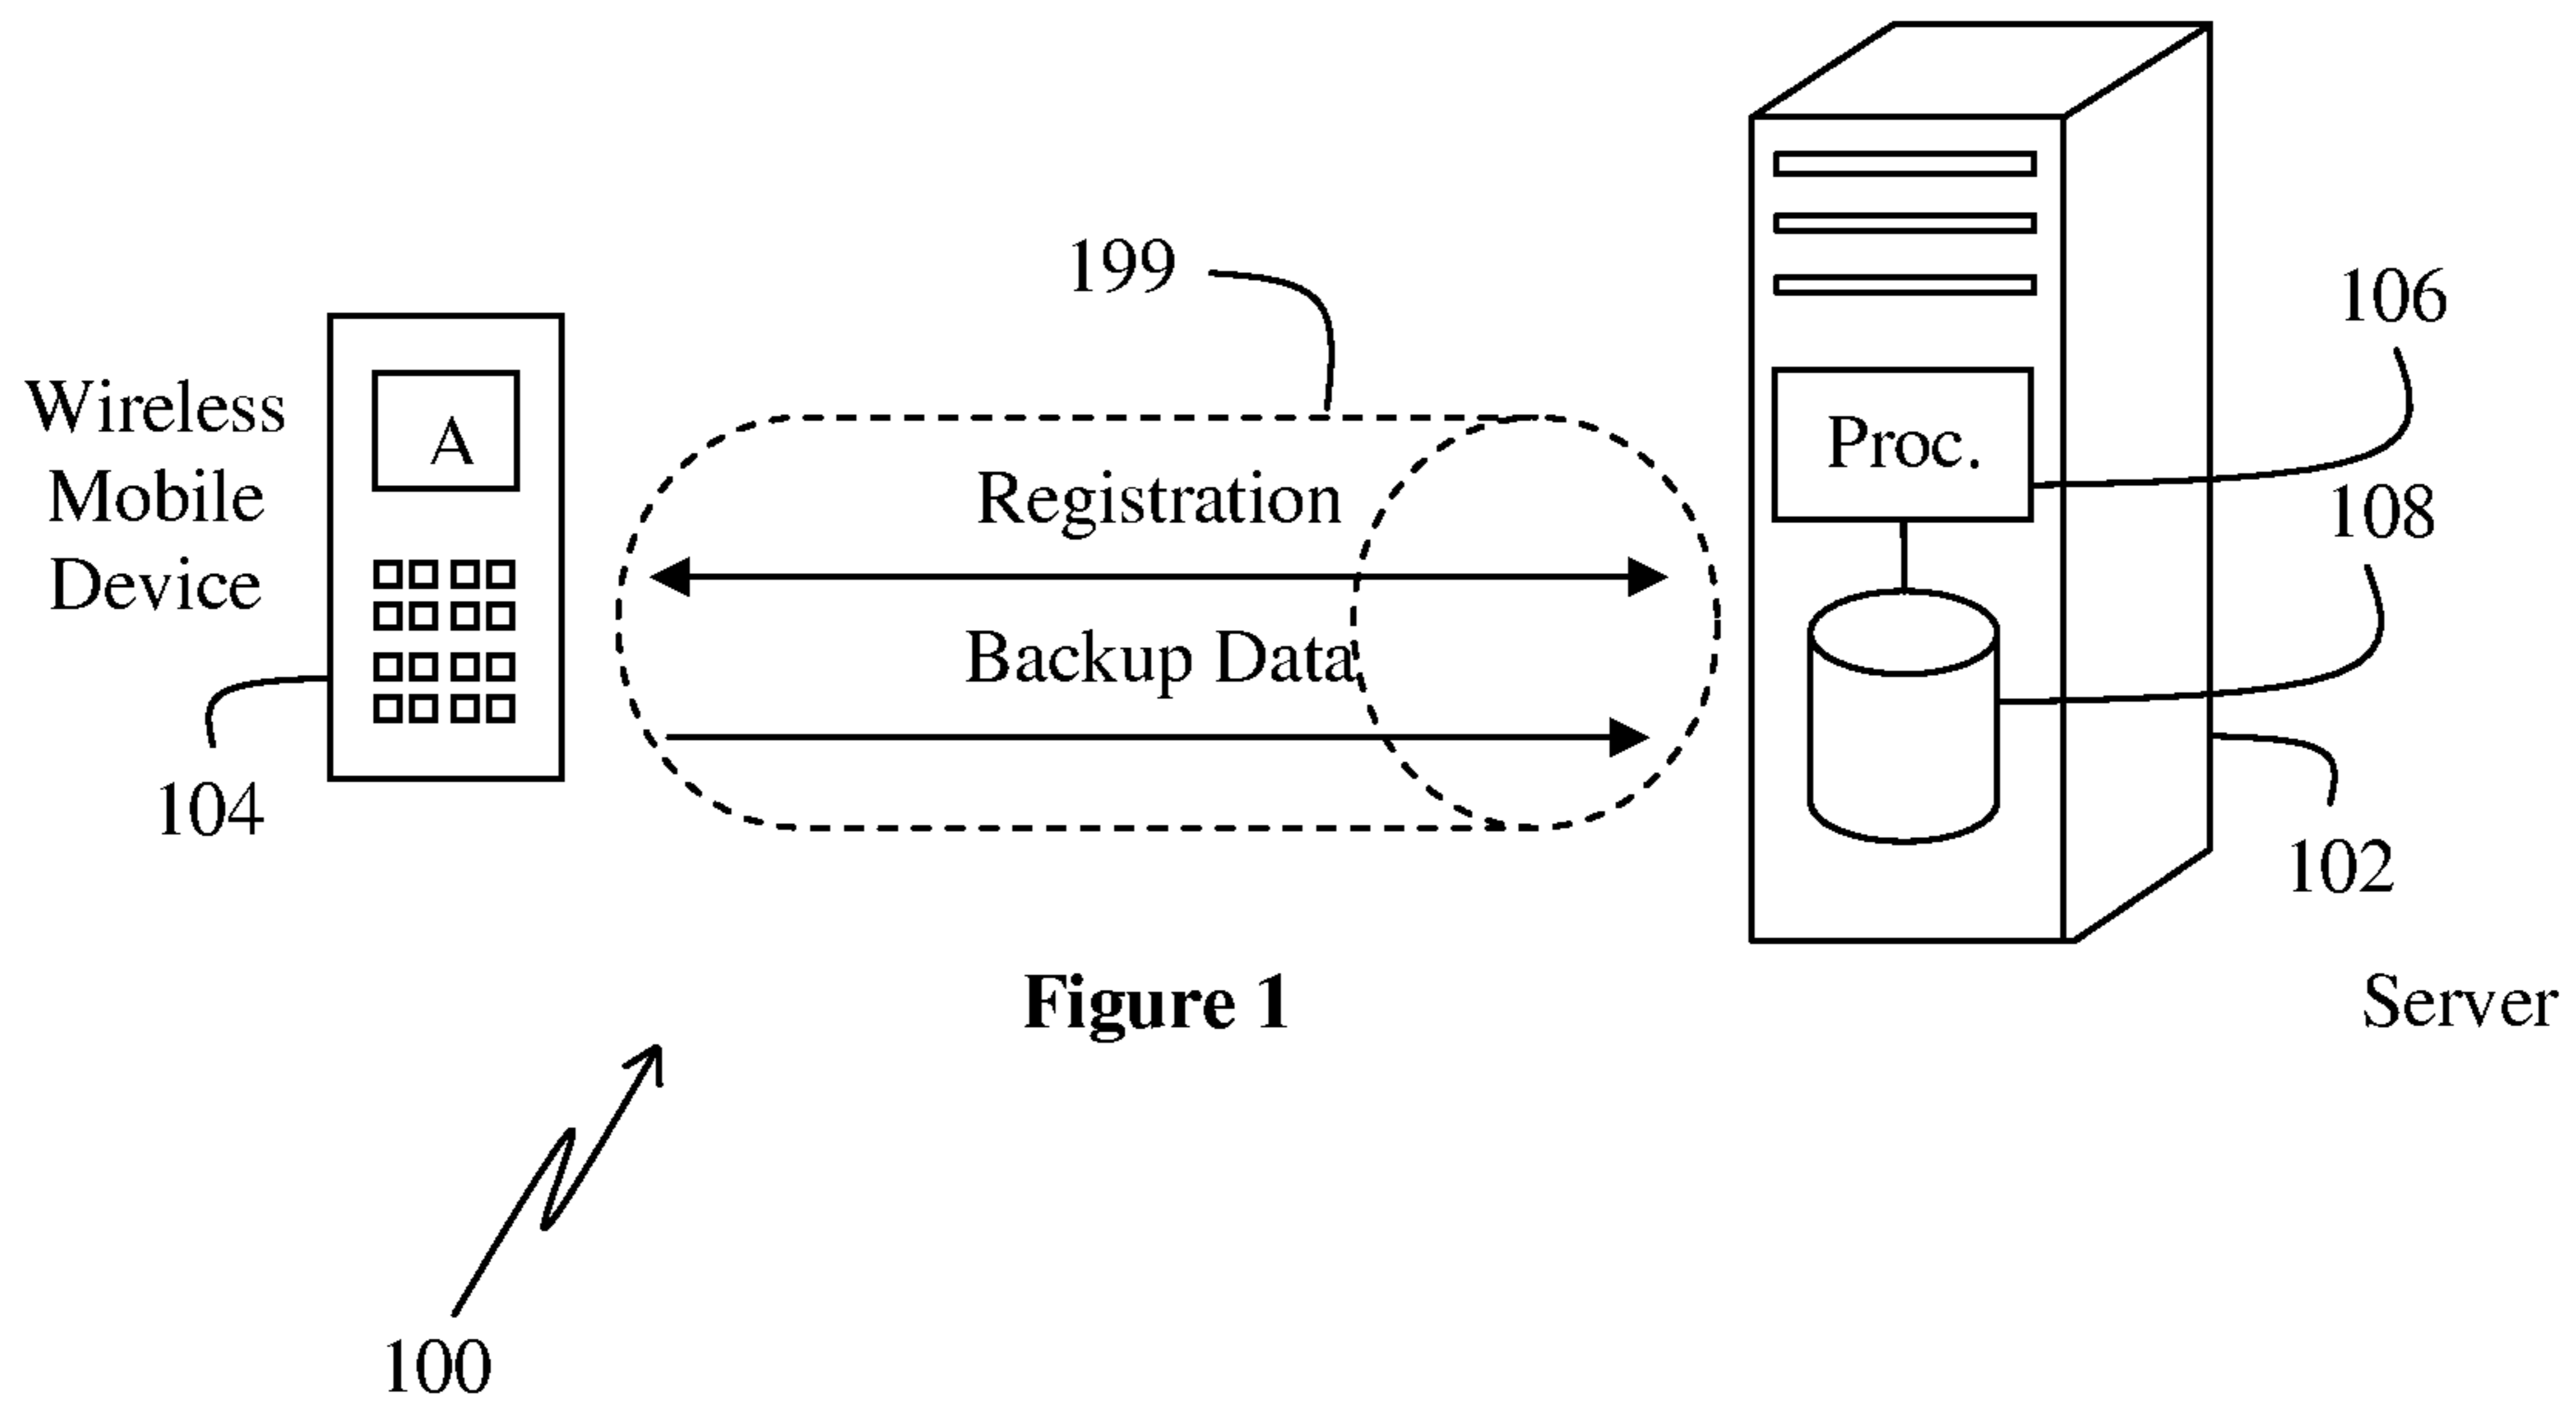 199
106
Wireless
Mobile
Device
A
Proc.
Registration
108
Backup Data
104
102
Figure 1
Server
100